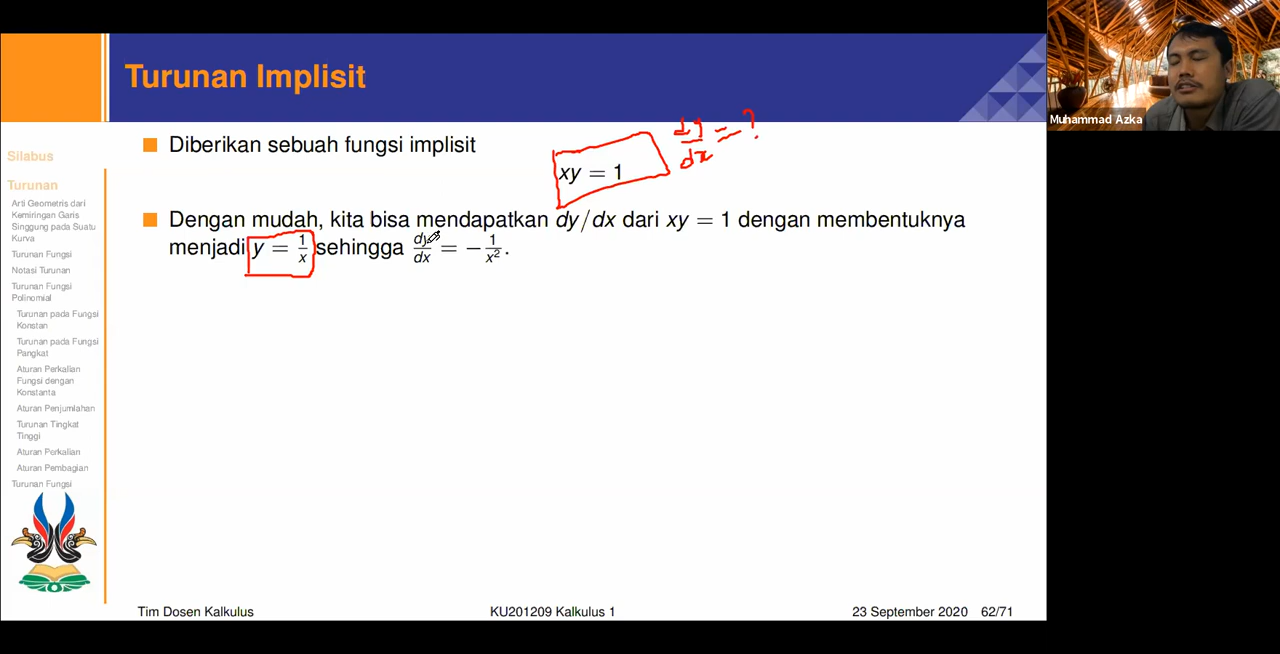 Turunan Implisit
Muhammad Azka
Silabus
Turunan
Arti Geometris dari
Kemiringan Garis
Singgung pada Suatu
Kurva
Turunan Fungsi
Notasi Turunan
Turunan Fungsi
Polinomial
Turunan pada Fungsi
Konstan
Turunan pada Fungsi
Pangkat
Aturan Perkalian
Fungsi dengan
Konstanta
Aturan Penjumlahan
Turunan Tingkat
Tinggi
Aturan Perkalian
Aturan Pembagian
Turunan Fungsi
Diberikan sebuah fungsi implisit
dy/dx = ?
xy = 1
Dengan mudah, kita bisa mendapatkan dy/dx dari xy = 1 dengan membentuknya
menjadi y = 1/x sehingga dy/dx = −1/x².
Tim Dosen Kalkulus KU201209 Kalkulus 1 23 September 2020 62/71